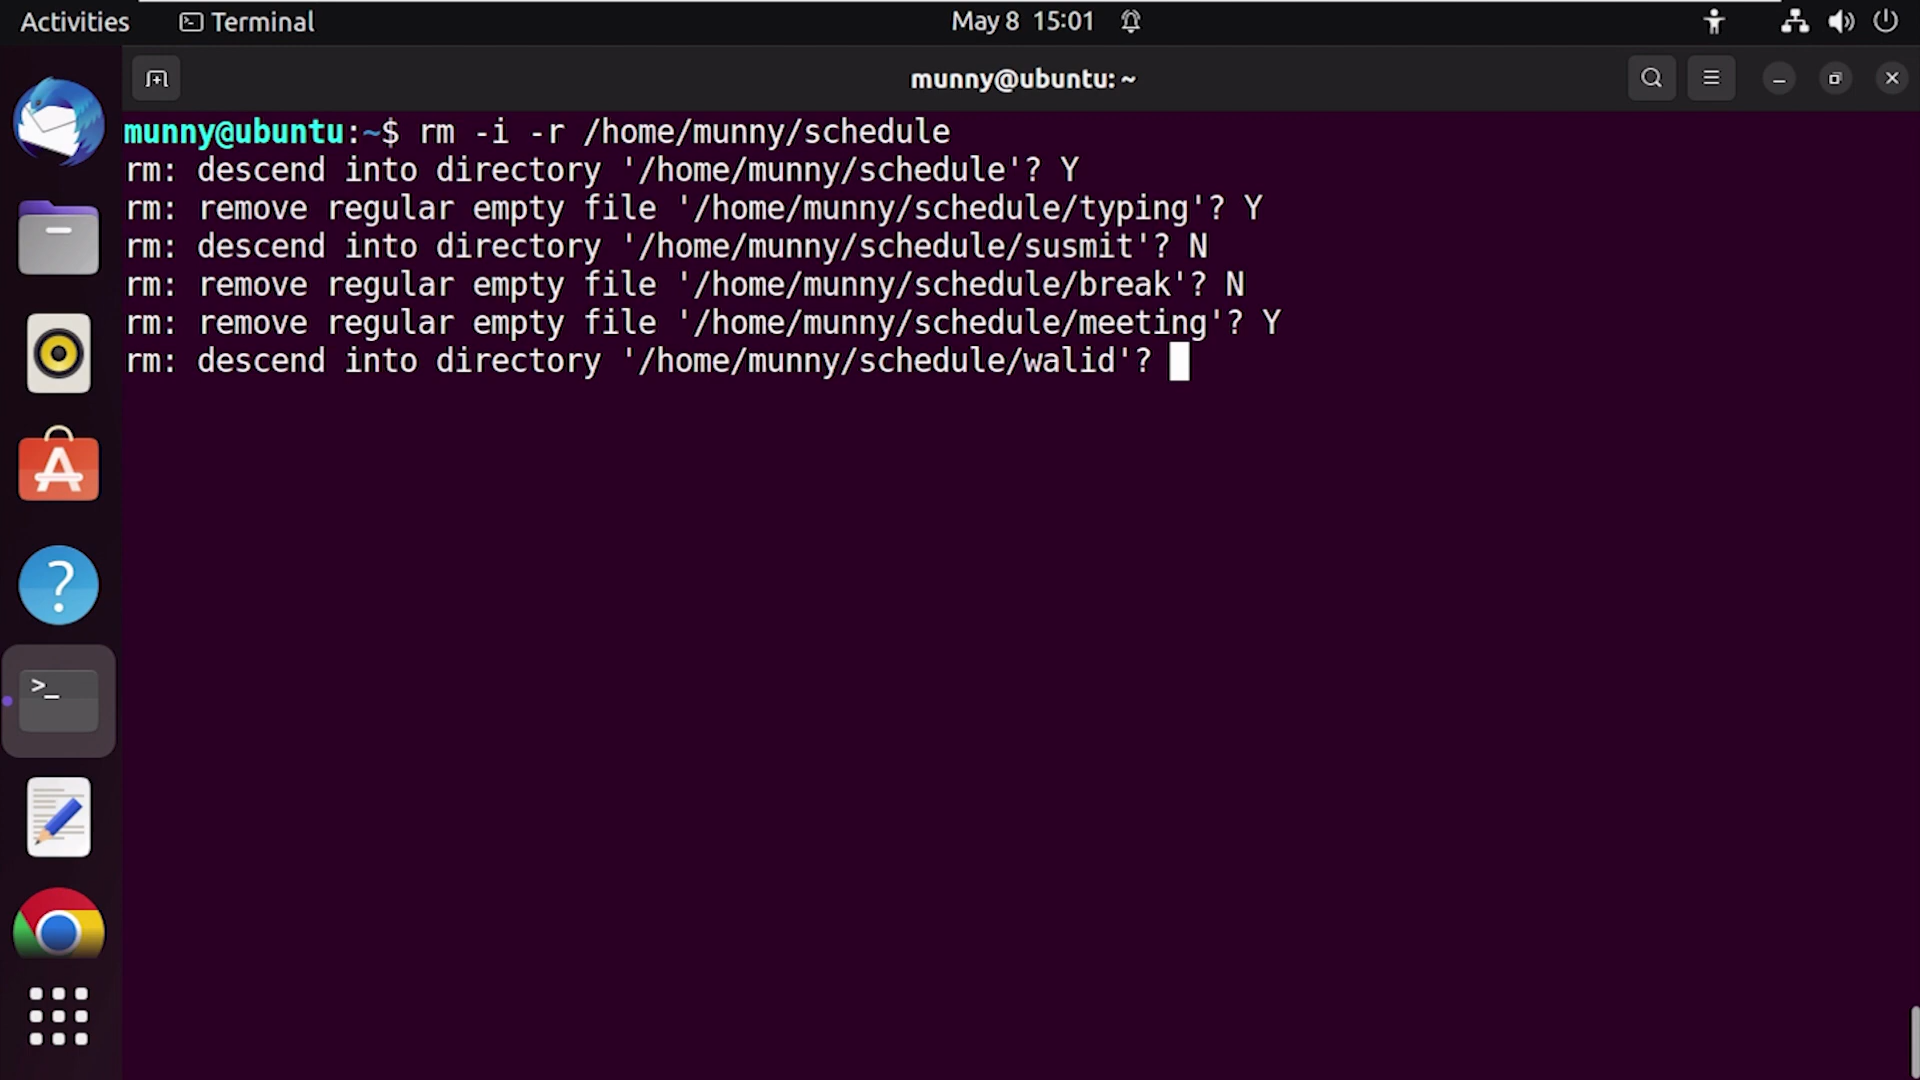 Activities Terminal May 8 15:01
munny@ubuntu: ~
munny@ubuntu:~$ rm -i -r /home/munny/schedule
rm: descend into directory '/home/munny/schedule'? Y
rm: remove regular empty file '/home/munny/schedule/typing'? Y
rm: descend into directory '/home/munny/schedule/susmit'? N
rm: remove regular empty file '/home/munny/schedule/break'? N
rm: remove regular empty file '/home/munny/schedule/meeting'? Y
rm: descend into directory '/home/munny/schedule/walid'?